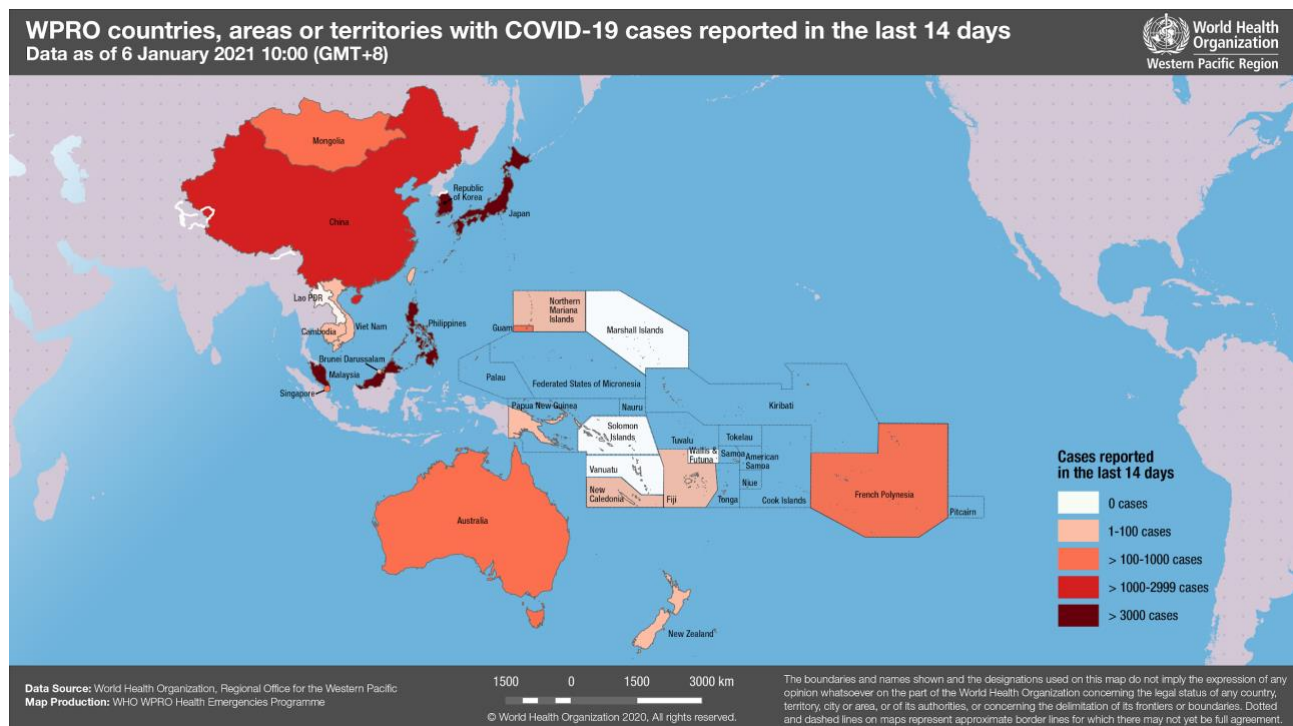 WPRO countries, areas or territories with COVID-19 cases reported in the last 14 days
Data as of 6 January 2021 10:00 (GMT+8)
World Health
Organization
Western Pacific Region
Mongolia
China
Republic
of Korea
Japan
Lao PDR
Viet Nam
Cambodia
Philippines
Brunei Darussalam
Malaysia
Singapore
Northern
Mariana
Islands
Guam
Marshall Islands
Palau
Federated States of Micronesia
Papua New Guinea
Nauru
Kiribati
Solomon
Islands
Tuvalu
Tokelau
Wallis &
Futuna
Samoa
American
Samoa
Vanuatu
Niue
New
Caledonia
Fiji
Tonga
Cook Islands
French Polynesia
Pitcairn
Australia
New Zealand
Cases reported
in the last 14 days
0 cases
1-100 cases
> 100-1000 cases
> 1000-2999 cases
> 3000 cases
Data Source: World Health Organization, Regional Office for the Western Pacific
Map Production: WHO WPRO Health Emergencies Programme
1500 0 1500 3000 km
© World Health Organization 2020, All rights reserved.
The boundaries and names shown and the designations used on this map do not imply the expression of any
opinion whatsoever on the part of the World Health Organization concerning the legal status of any country,
territory, city or area, or of its authorities, or concerning the delimitation of its frontiers or boundaries. Dotted
and dashed lines on maps represent approximate border lines for which there may not yet be full agreement.